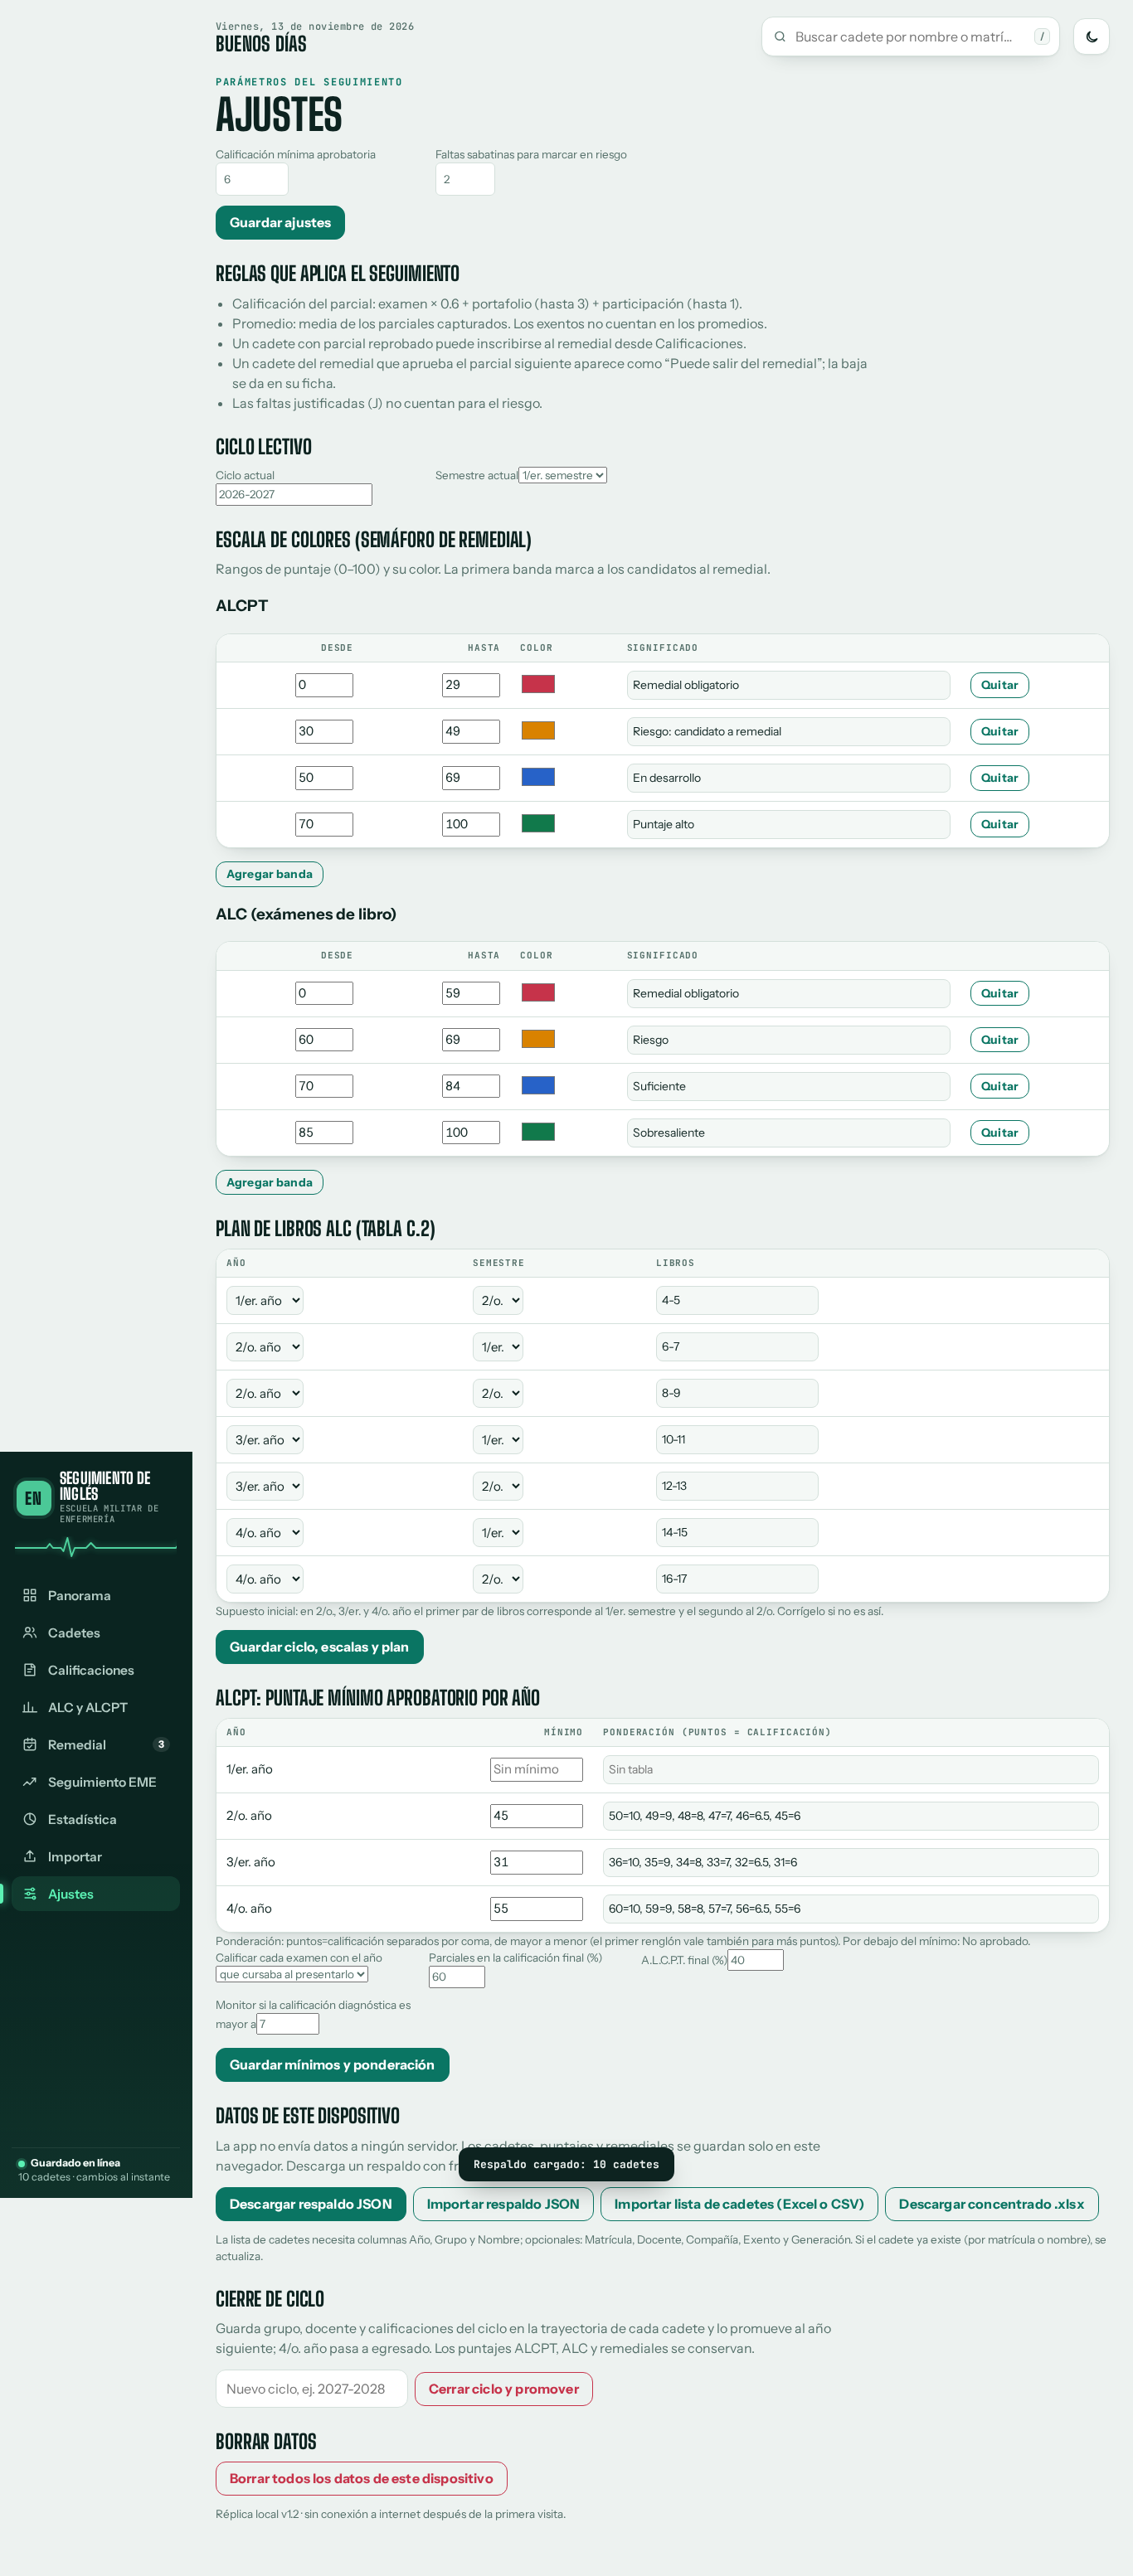 Viernes, 13 de noviembre de 2026
BUENOS DÍAS
Buscar cadete por nombre o matrí...
/
PARÁMETROS DEL SEGUIMIENTO
AJUSTES
Calificación mínima aprobatoria
Faltas sabatinas para marcar en riesgo
6
2
Guardar ajustes
REGLAS QUE APLICA EL SEGUIMIENTO
• Calificación del parcial: examen × 0.6 + portafolio (hasta 3) + participación (hasta 1).
• Promedio: media de los parciales capturados. Los exentos no cuentan en los promedios.
• Un cadete con parcial reprobado puede inscribirse al remedial desde Calificaciones.
• Un cadete del remedial que aprueba el parcial siguiente aparece como “Puede salir del remedial”; la baja
se da en su ficha.
• Las faltas justificadas (J) no cuentan para el riesgo.
CICLO LECTIVO
Ciclo actual
2026-2027
Semestre actual 1/er. semestre
ESCALA DE COLORES (SEMÁFORO DE REMEDIAL)
Rangos de puntaje (0–100) y su color. La primera banda marca a los candidatos al remedial.
ALCPT
DESDE HASTA COLOR SIGNIFICADO
0 29 Remedial obligatorio Quitar
30 49 Riesgo: candidato a remedial Quitar
50 69 En desarrollo Quitar
70 100 Puntaje alto Quitar
Agregar banda
ALC (exámenes de libro)
DESDE HASTA COLOR SIGNIFICADO
0 59 Remedial obligatorio Quitar
60 69 Riesgo Quitar
70 84 Suficiente Quitar
85 100 Sobresaliente Quitar
Agregar banda
PLAN DE LIBROS ALC (TABLA C.2)
AÑO SEMESTRE LIBROS
1/er. año 2/o. 4-5
2/o. año 1/er. 6-7
2/o. año 2/o. 8-9
3/er. año 1/er. 10-11
3/er. año 2/o. 12-13
4/o. año 1/er. 14-15
4/o. año 2/o. 16-17
Supuesto inicial: en 2/o., 3/er. y 4/o. año el primer par de libros corresponde al 1/er. semestre y el segundo al 2/o. Corrígelo si no es así.
Guardar ciclo, escalas y plan
ALCPT: PUNTAJE MÍNIMO APROBATORIO POR AÑO
AÑO MÍNIMO PONDERACIÓN (PUNTOS = CALIFICACIÓN)
1/er. año Sin mínimo Sin tabla
2/o. año 45 50=10, 49=9, 48=8, 47=7, 46=6.5, 45=6
3/er. año 31 36=10, 35=9, 34=8, 33=7, 32=6.5, 31=6
4/o. año 55 60=10, 59=9, 58=8, 57=7, 56=6.5, 55=6
Ponderación: puntos=calificación separados por coma, de mayor a menor (el primer renglón vale también para más puntos). Por debajo del mínimo: No aprobado.
Calificar cada examen con el año
que cursaba al presentarlo
Parciales en la calificación final (%)
60
A.L.C.P.T. final (%) 40
Monitor si la calificación diagnóstica es
mayor a 7
Guardar mínimos y ponderación
DATOS DE ESTE DISPOSITIVO
La app no envía datos a ningún servidor. Los cadetes, puntajes y remediales se guardan solo en este
navegador. Descarga un respaldo con
Respaldo cargado: 10 cadetes
Descargar respaldo JSON
Importar respaldo JSON
Importar lista de cadetes (Excel o CSV)
Descargar concentrado .xlsx
La lista de cadetes necesita columnas Año, Grupo y Nombre; opcionales: Matrícula, Docente, Compañía, Exento y Generación. Si el cadete ya existe (por matrícula o nombre), se
actualiza.
CIERRE DE CICLO
Guarda grupo, docente y calificaciones del ciclo en la trayectoria de cada cadete y lo promueve al año
siguiente; 4/o. año pasa a egresado. Los puntajes ALCPT, ALC y remediales se conservan.
Nuevo ciclo, ej. 2027-2028
Cerrar ciclo y promover
BORRAR DATOS
Borrar todos los datos de este dispositivo
Réplica local v1.2 · sin conexión a internet después de la primera visita.
EN
SEGUIMIENTO DE
INGLÉS
ESCUELA MILITAR DE
ENFERMERÍA
Panorama
Cadetes
Calificaciones
ALC y ALCPT
Remedial 3
Seguimiento EME
Estadística
Importar
Ajustes
Guardado en línea
10 cadetes · cambios al instante